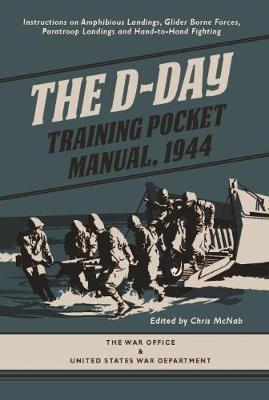 Instructions on Amphibious Landings, Glider Borne Forces,
Paratroop Landings and Hand-to-Hand Fighting
THE D-DAY
TRAINING POCKET
MANUAL, 1944
Edited by Chris McNab
THE WAR OFFICE
&
UNITED STATES WAR DEPARTMENT